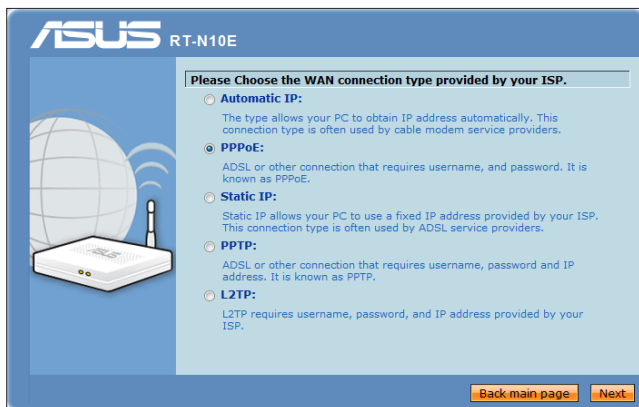 ASUS RT-N10E
Please Choose the WAN connection type provided by your ISP.
Automatic IP:
The type allows your PC to obtain IP address automatically. This
connection type is often used by cable modem service providers.
PPPoE:
ADSL or other connection that requires username, and password. It is
known as PPPoE.
Static IP:
Static IP allows your PC to use a fixed IP address provided by your ISP.
This connection type is often used by ADSL service providers.
PPTP:
ADSL or other connection that requires username, password and IP
address. It is known as PPTP.
L2TP:
L2TP requires username, password, and IP address provided by your
ISP.
ASUS
Back main page Next